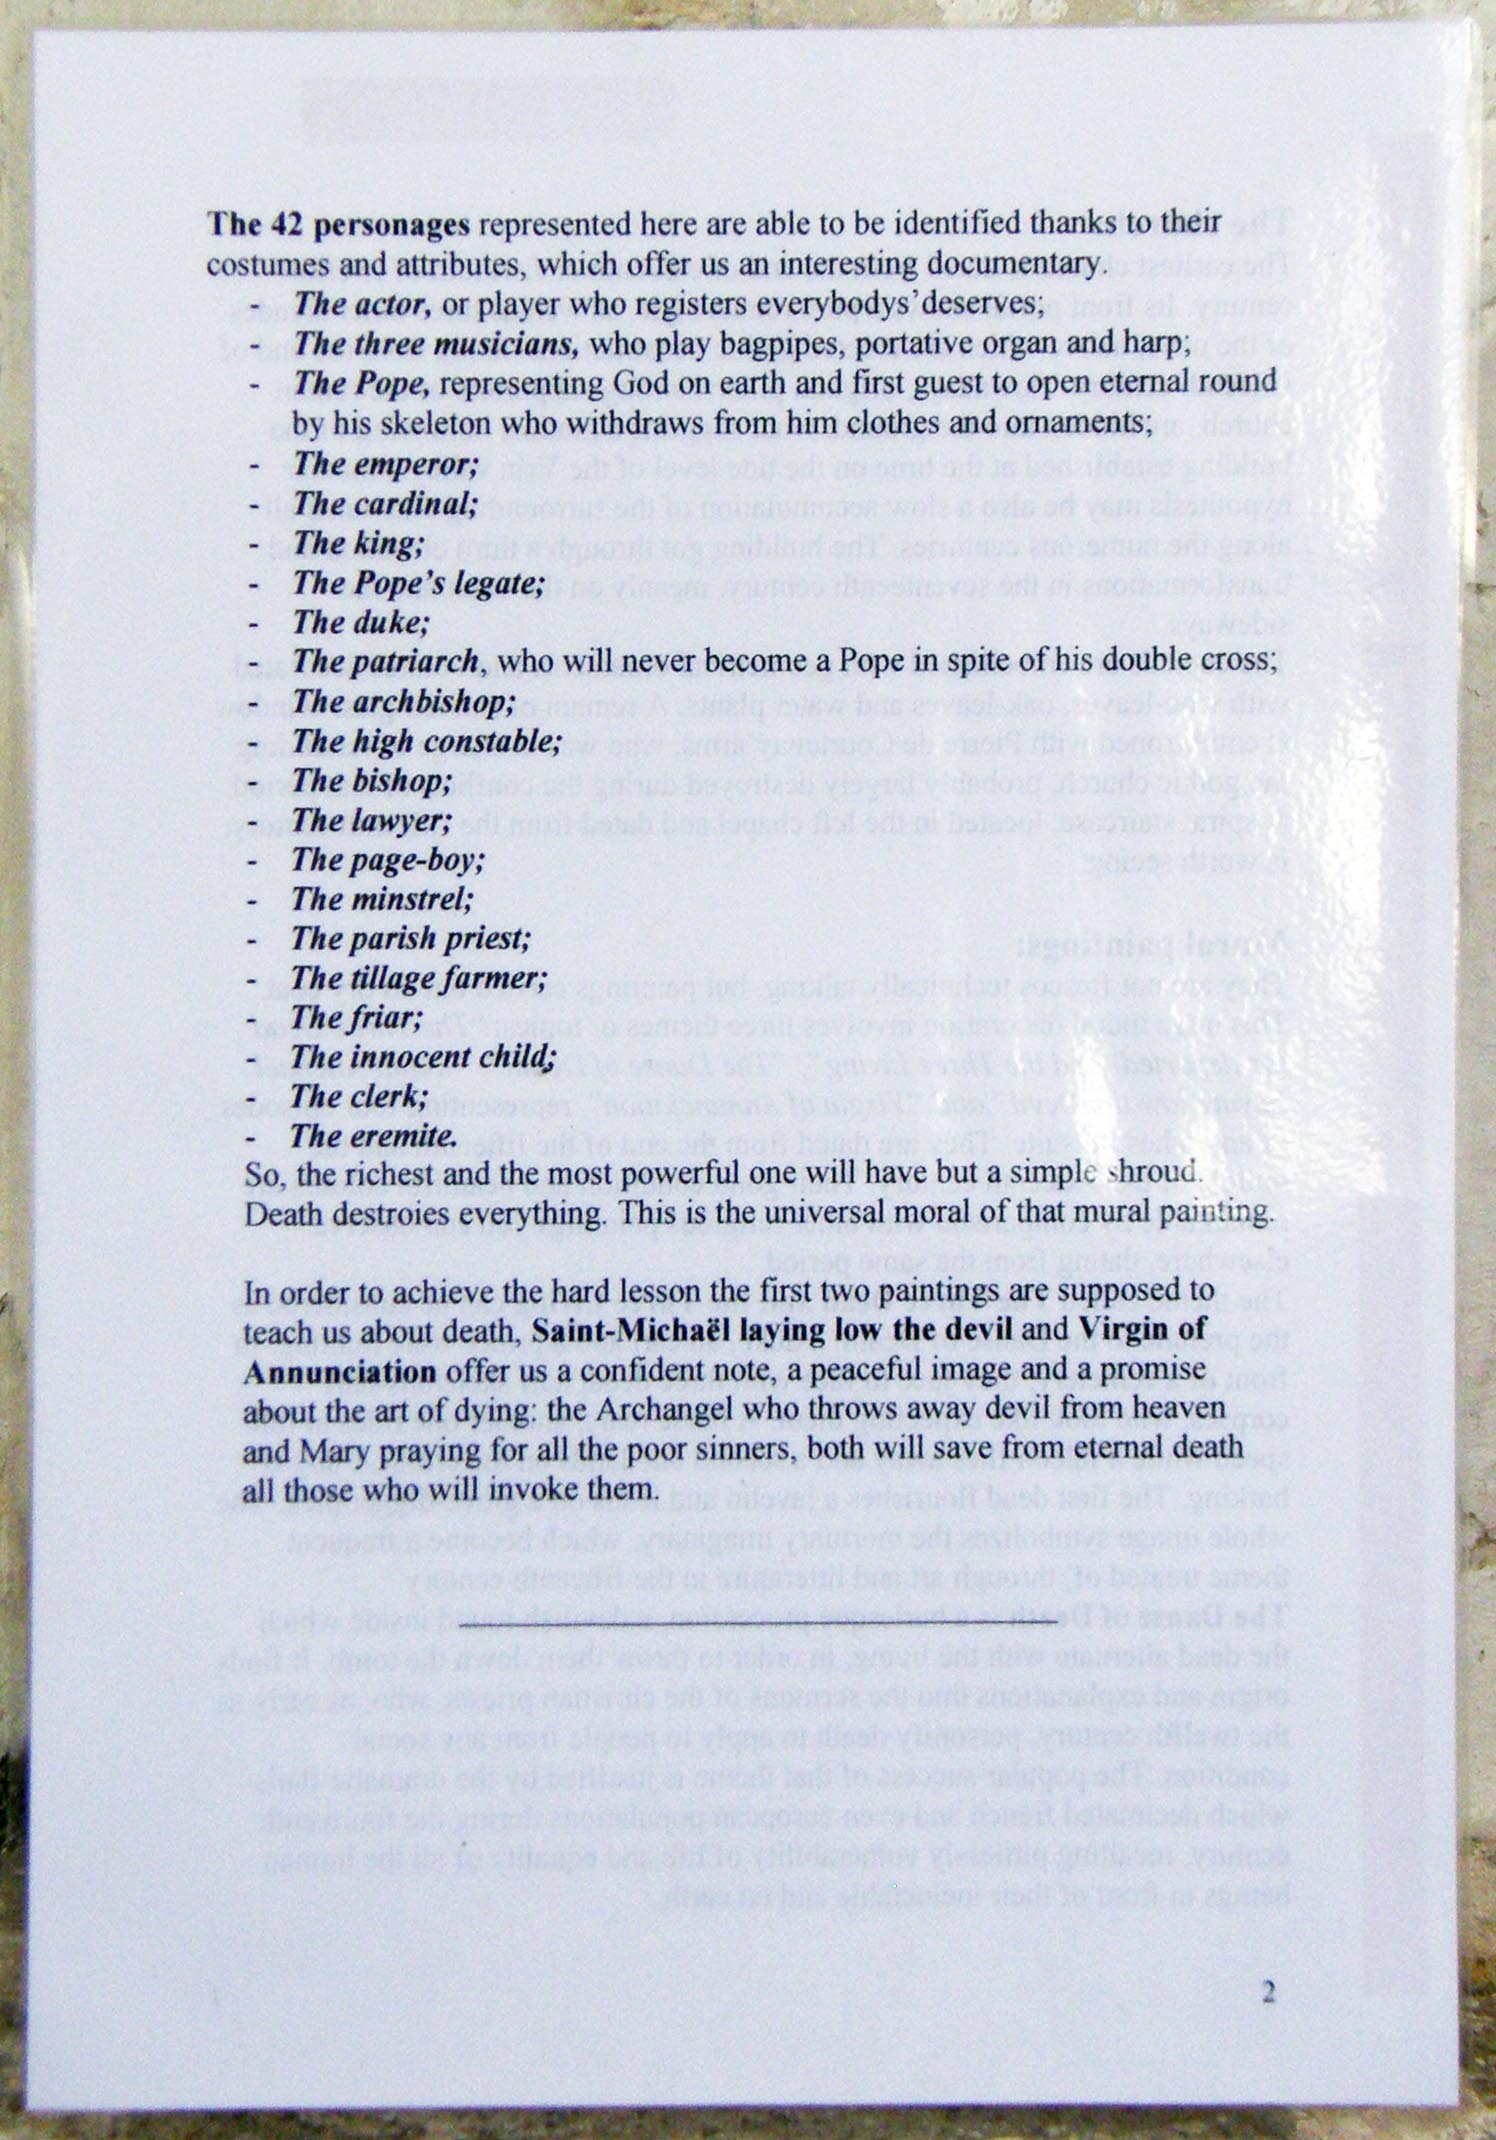 The 42 personages represented here are able to be identified thanks to their
costumes and attributes, which offer us an interesting documentary.
- The actor, or player who registers everybodys' deserves;
- The three musicians, who play bagpipes, portative organ and harp;
- The Pope, representing God on earth and first guest to open eternal round
by his skeleton who withdraws from him clothes and ornaments;
- The emperor;
- The cardinal;
- The king;
- The Pope's legate;
- The duke;
- The patriarch, who will never become a Pope in spite of his double cross;
- The archbishop;
- The high constable;
- The bishop;
- The lawyer;
- The page-boy;
- The minstrel;
- The parish priest;
- The tillage farmer;
- The friar;
- The innocent child;
- The clerk;
- The eremite.
So, the richest and the most powerful one will have but a simple shroud.
Death destroies everything. This is the universal moral of that mural painting.
In order to achieve the hard lesson the first two paintings are supposed to
teach us about death, Saint-Michaël laying low the devil and Virgin of
Annunciation offer us a confident note, a peaceful image and a promise
about the art of dying: the Archangel who throws away devil from heaven
and Mary praying for all the poor sinners, both will save from eternal death
all those who will invoke them.
2